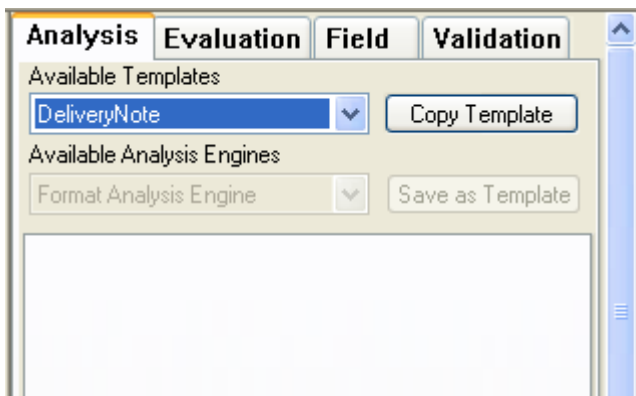 Analysis Evaluation Field Validation
Available Templates
DeliveryNote Copy Template
Available Analysis Engines
Format Analysis Engine Save as Template